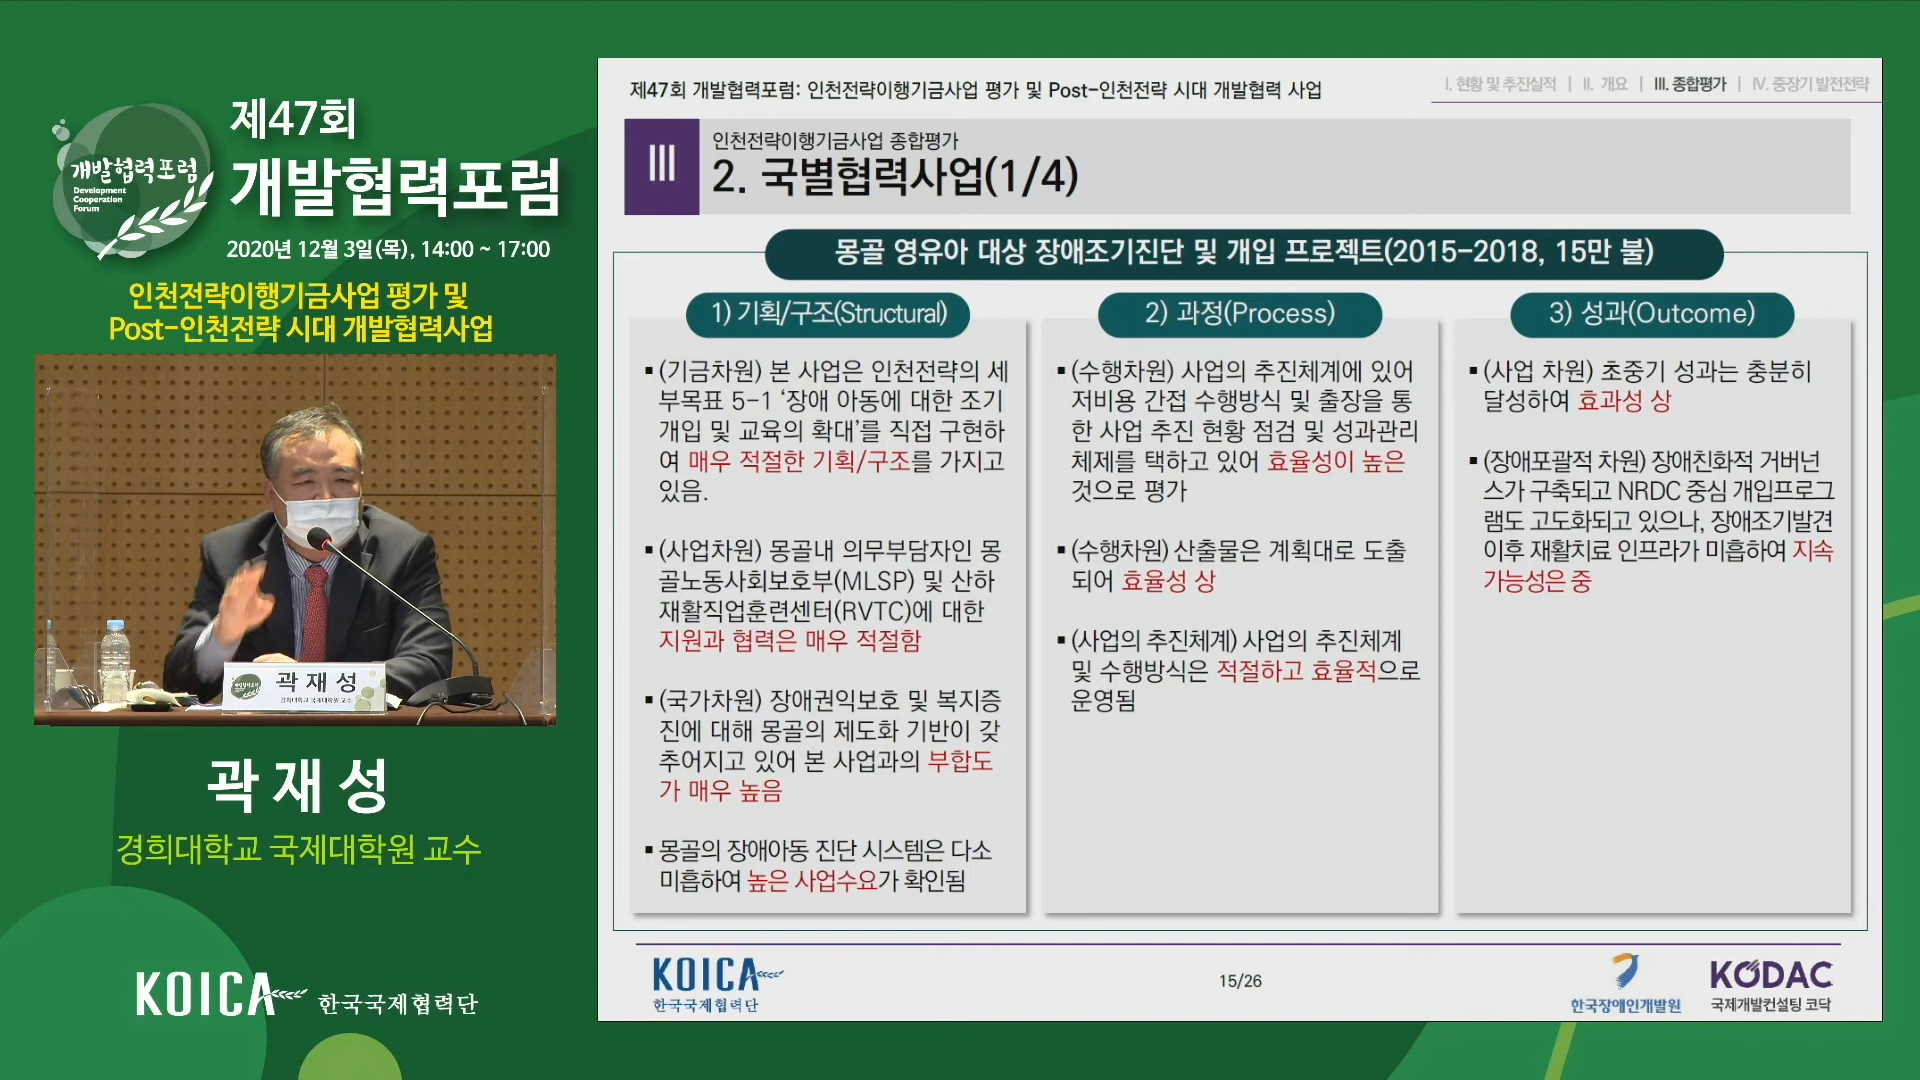 제47회
개발협력포럼
개발협력포럼
Development
Cooperation
Forum
2020년 12월 3일(목), 14:00 ~ 17:00
인천전략이행기금사업 평가 및
Post-인천전략 시대 개발협력사업
곽 재 성
경희대학교 국제대학원 교수
곽 재 성
경희대학교 국제대학원 교수
KOICA 한국국제협력단
제47회 개발협력포럼: 인천전략이행기금사업 평가 및 Post-인천전략 시대 개발협력 사업
I. 현황 및 추진실적 | II. 개요 | III. 종합평가 | IV. 중장기 발전전략
III
인천전략이행기금사업 종합평가
2. 국별협력사업(1/4)
몽골 영유아 대상 장애조기진단 및 개입 프로젝트(2015-2018, 15만 불)
1) 기획/구조(Structural)
▪ (기금차원) 본 사업은 인천전략의 세
부목표 5-1 ‘장애 아동에 대한 조기
개입 및 교육의 확대’를 직접 구현하
여 매우 적절한 기획/구조를 가지고
있음.
▪ (사업차원) 몽골내 의무부담자인 몽
골노동사회보호부(MLSP) 및 산하
재활직업훈련센터(RVTC)에 대한
지원과 협력은 매우 적절함
▪ (국가차원) 장애권익보호 및 복지증
진에 대해 몽골의 제도화 기반이 갖
추어지고 있어 본 사업과의 부합도
가 매우 높음
▪ 몽골의 장애아동 진단 시스템은 다소
미흡하여 높은 사업수요가 확인됨
2) 과정(Process)
▪ (수행차원) 사업의 추진체계에 있어
저비용 간접 수행방식 및 출장을 통
한 사업 추진 현황 점검 및 성과관리
체제를 택하고 있어 효율성이 높은
것으로 평가
▪ (수행차원) 산출물은 계획대로 도출
되어 효율성 상
▪ (사업의 추진체계) 사업의 추진체계
및 수행방식은 적절하고 효율적으로
운영됨
3) 성과(Outcome)
▪ (사업 차원) 초중기 성과는 충분히
달성하여 효과성 상
▪ (장애포괄적 차원) 장애친화적 거버넌
스가 구축되고 NRDC 중심 개입프로그
램도 고도화되고 있으나, 장애조기발견
이후 재활치료 인프라가 미흡하여 지속
가능성은 중
KOICA
한국국제협력단
15/26
한국장애인개발원
KODAC
국제개발컨설팅 코닥